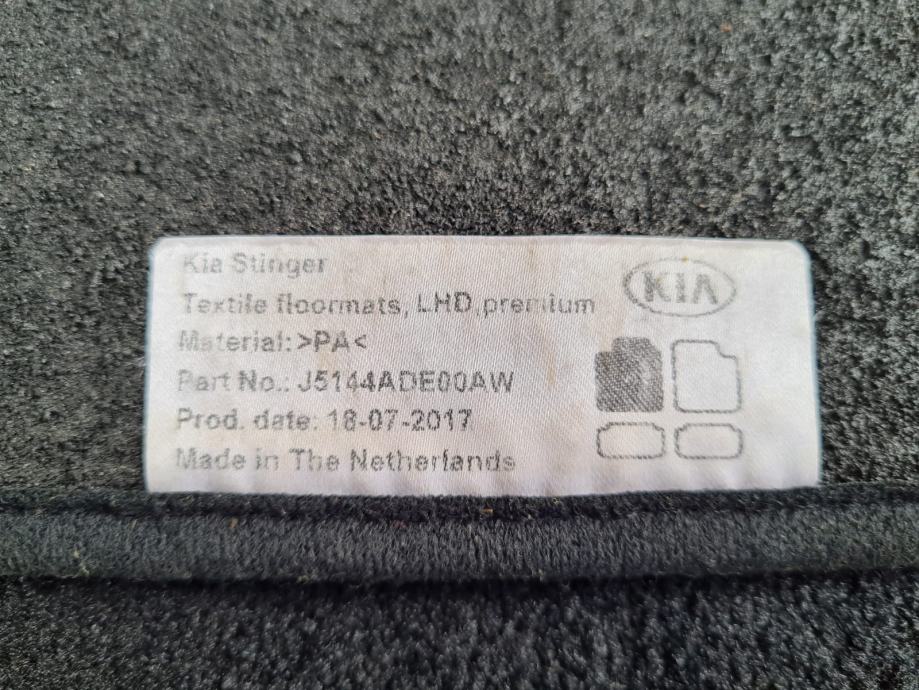 Kia Stinger
KIA
Textile floormats, LHD,premium
Material: >PA<
Part No.: J5144ADE00AW
Prod. date: 18-07-2017
Made in The Netherlands